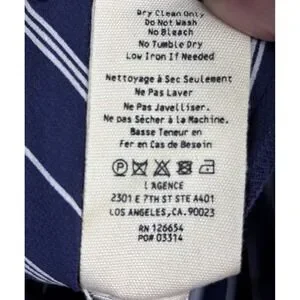 Dry Clean Only
Do Not Wash
No Bleach
No Tumble Dry
Low Iron If Needed
Nettoyage à Sec Seulement
Ne Pas Laver
Ne Pas Javelliser.
Ne pas Sécher à la Machine.
Basse Teneur en
Fer en Cas de Besoin
L'AGENCE
2301 E 7TH ST STE A401
LOS ANGELES,CA.90023
RN 126654
PO# 03314